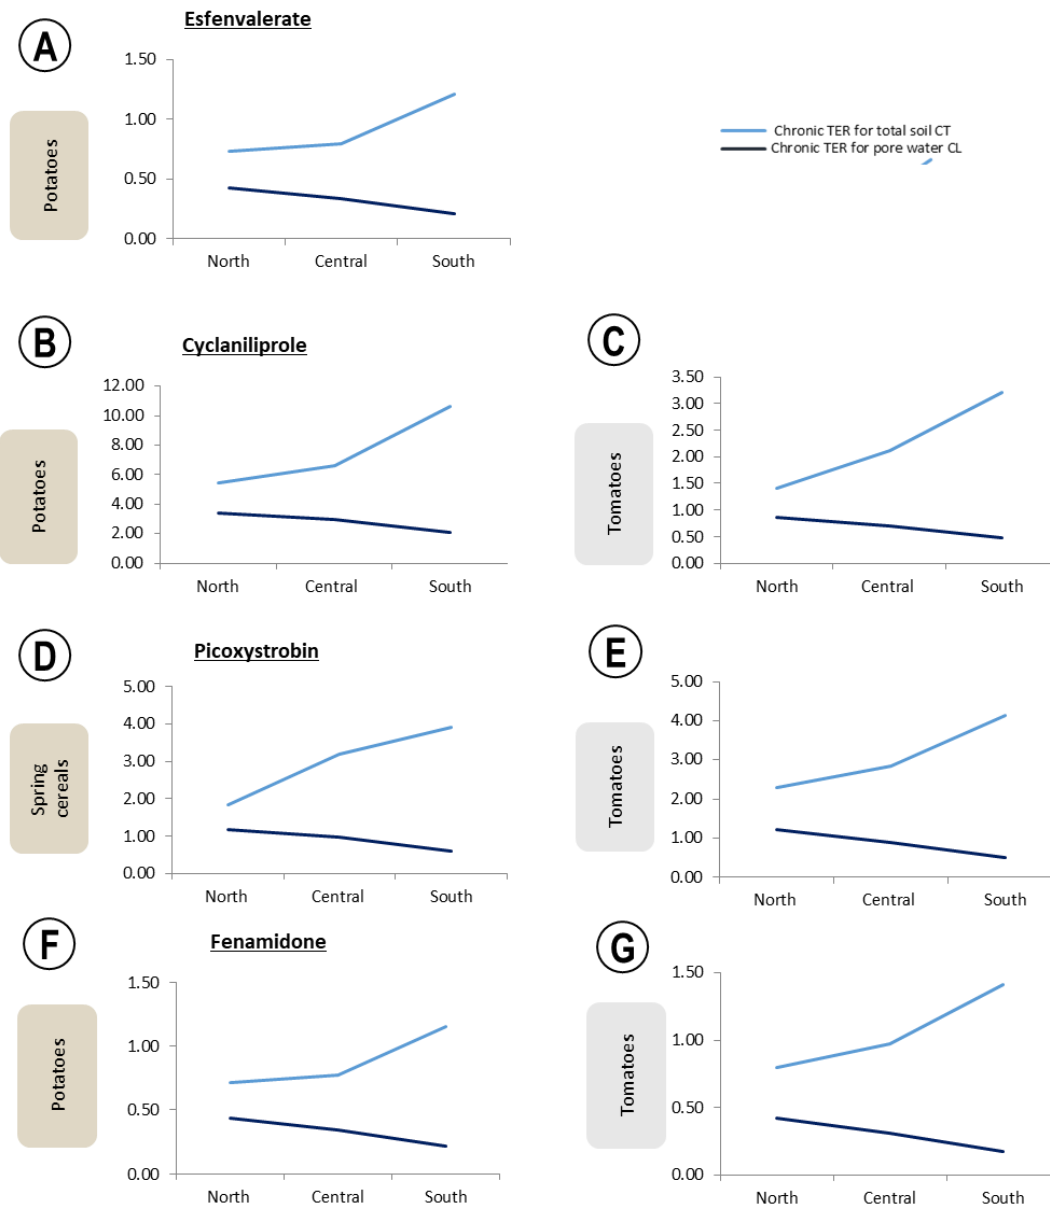 A
Esfenvalerate
Potatoes
1.50
1.00
0.50
0.00
North Central South
Chronic TER for total soil CT
Chronic TER for pore water CL
B
Cyclaniliprole
Potatoes
12.00
10.00
8.00
6.00
4.00
2.00
0.00
North Central South
C
Tomatoes
3.50
3.00
2.50
2.00
1.50
1.00
0.50
0.00
North Central South
D
Picoxystrobin
Spring
cereals
5.00
4.00
3.00
2.00
1.00
0.00
North Central South
E
Tomatoes
5.00
4.00
3.00
2.00
1.00
0.00
North Central South
F
Fenamidone
Potatoes
1.50
1.00
0.50
0.00
North Central South
G
Tomatoes
1.50
1.00
0.50
0.00
North Central South